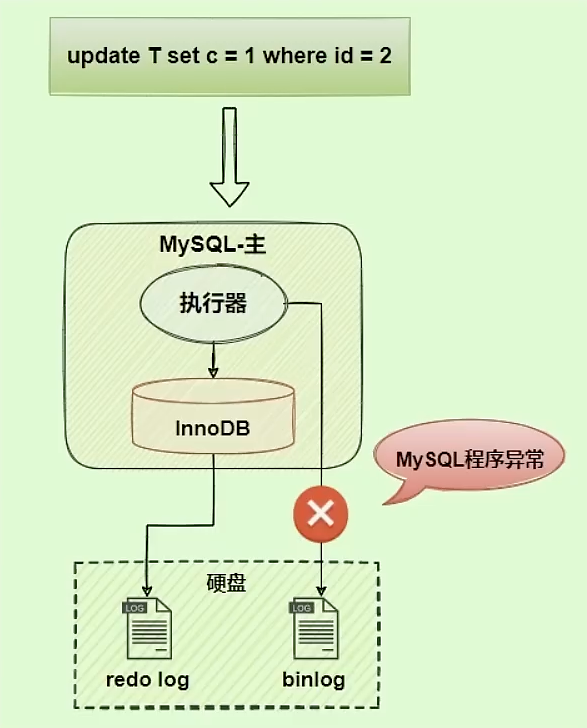 update T set c = 1 where id = 2
MySQL-主
执行器
InnoDB
MySQL程序异常
硬盘
LOG
LOG
redo log
binlog